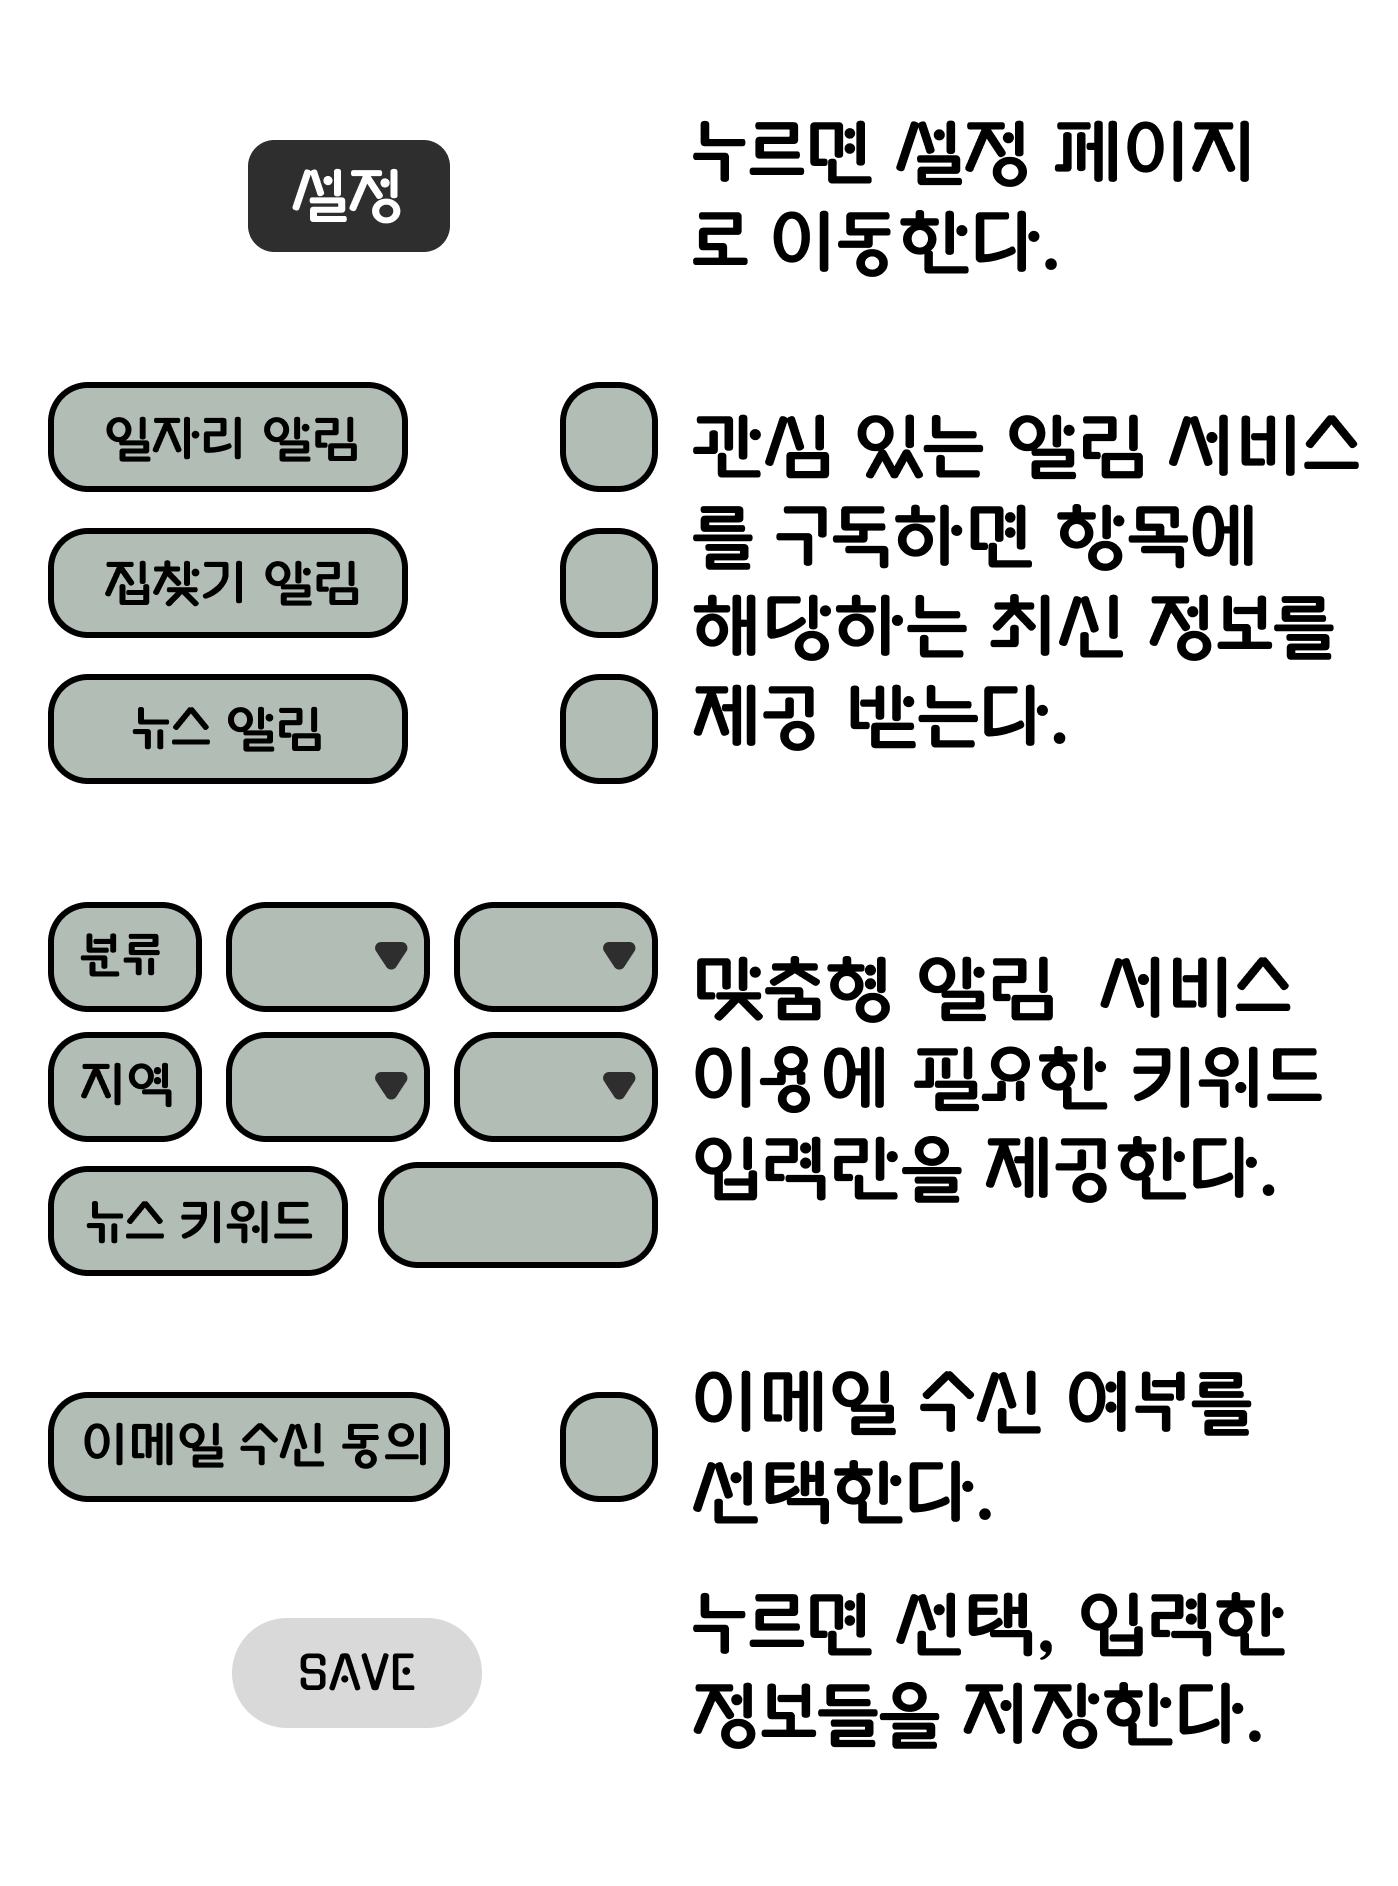 설정
누르면 설정 페이지
로 이동한다.
일자리 알림
집찾기 알림
뉴스 알림
관심 있는 알림 서비스
를 구독하면 항목에
해당하는 최신 정보를
제공 받는다.
분류
지역
뉴스 키워드
맞춤형 알림 서비스
이용에 필요한 키워드
입력란을 제공한다.
이메일 수신 동의
이메일 수신 여부를
선택한다.
SAVE
누르면 선택, 입력한
정보들을 저장한다.